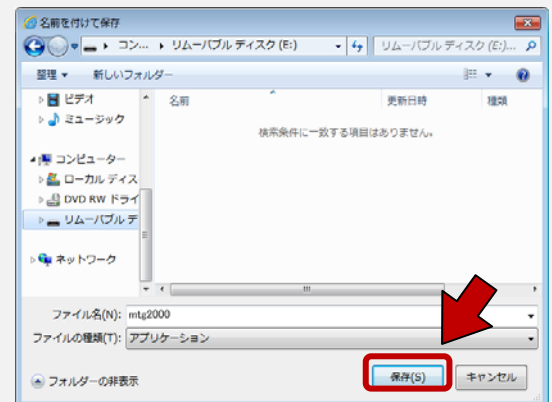 名前を付けて保存
コン... リムーバブル ディスク (E:)
リムーバブル ディスク (E:)...
整理 新しいフォルダー
ビデオ
ミュージック
コンピューター
ローカル ディス
DVD RW ドライ
リムーバブル デ
ネットワーク
名前 更新日時 種類
検索条件に一致する項目はありません。
ファイル名(N): mtg2000
ファイルの種類(T): アプリケーション
フォルダーの非表示 保存(S) キャンセル